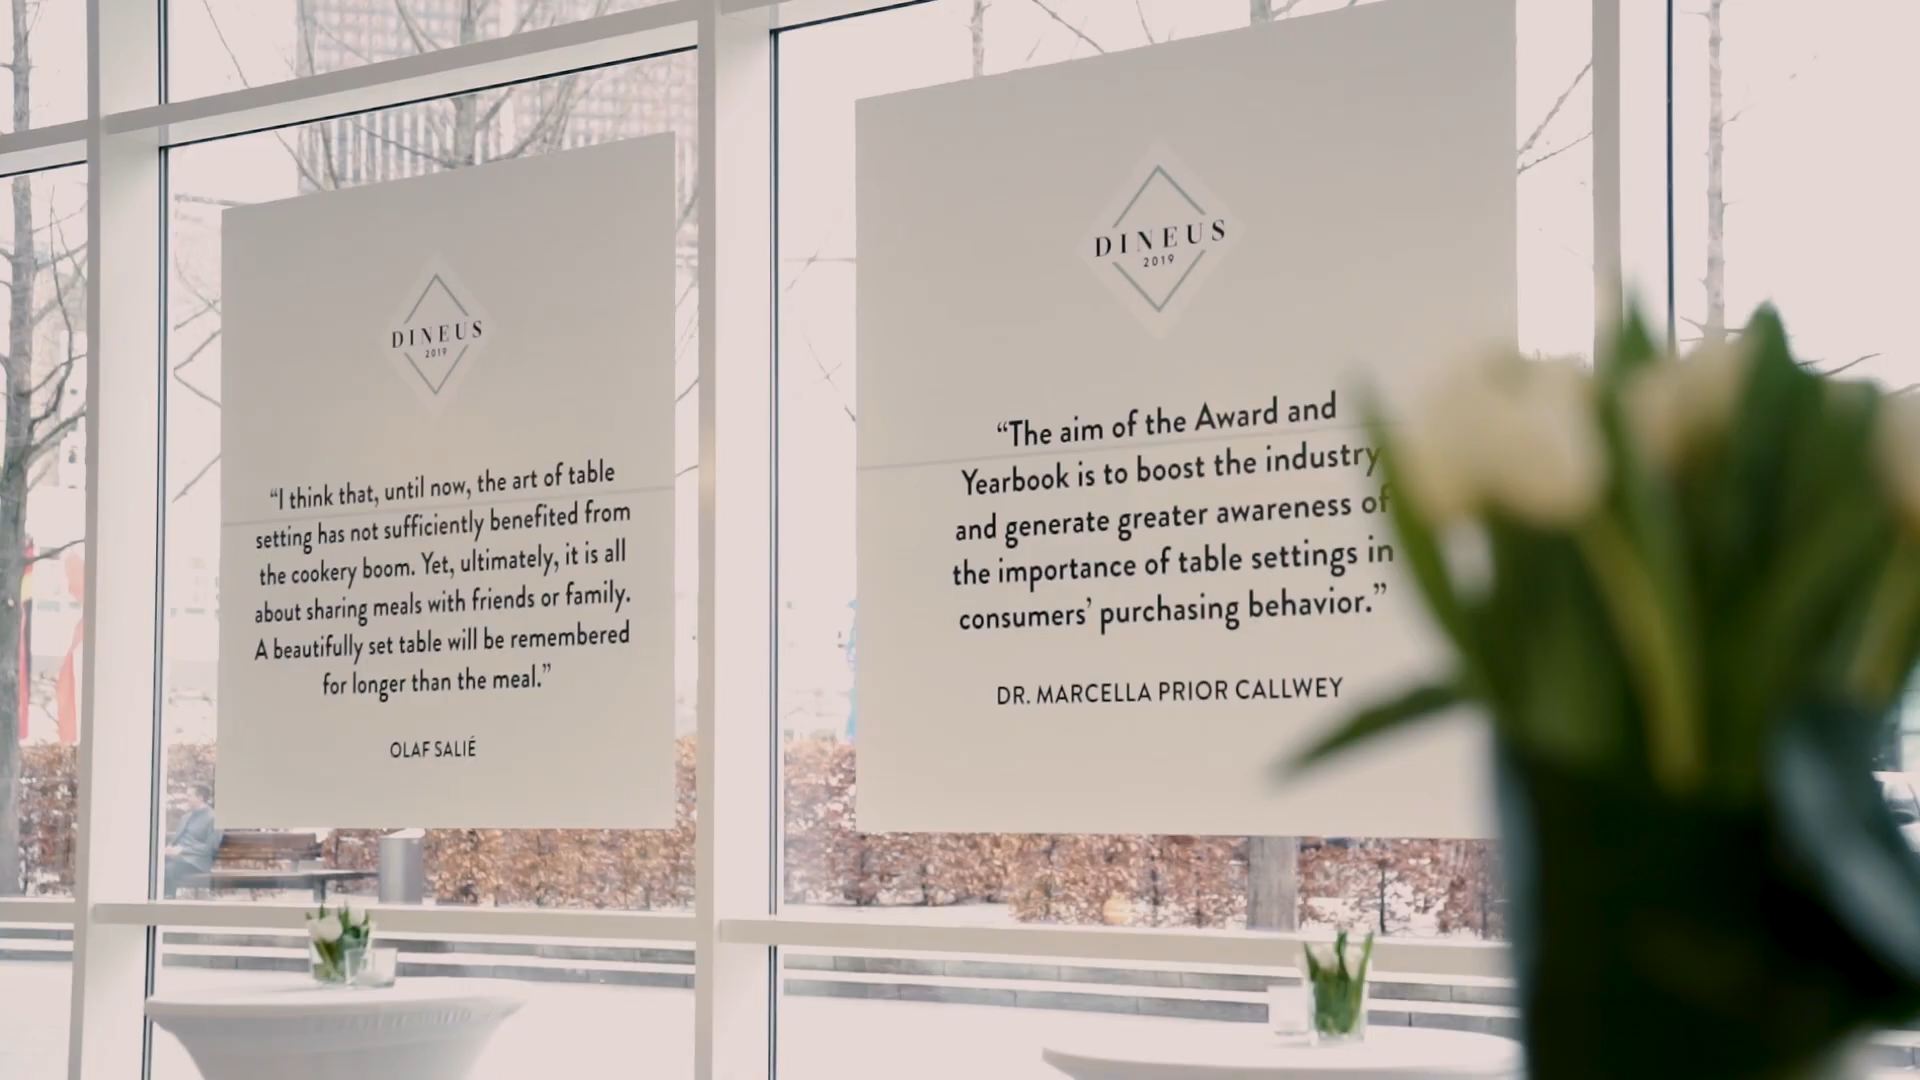 DINEUS
2019
“I think that, until now, the art of table
setting has not sufficiently benefited from
the cookery boom. Yet, ultimately, it is all
about sharing meals with friends or family.
A beautifully set table will be remembered
for longer than the meal.”
OLAF SALIÉ
DINEUS
2019
“The aim of the Award and
Yearbook is to boost the industry
and generate greater awareness of
the importance of table settings in
consumers’ purchasing behavior.”
DR. MARCELLA PRIOR CALLWEY